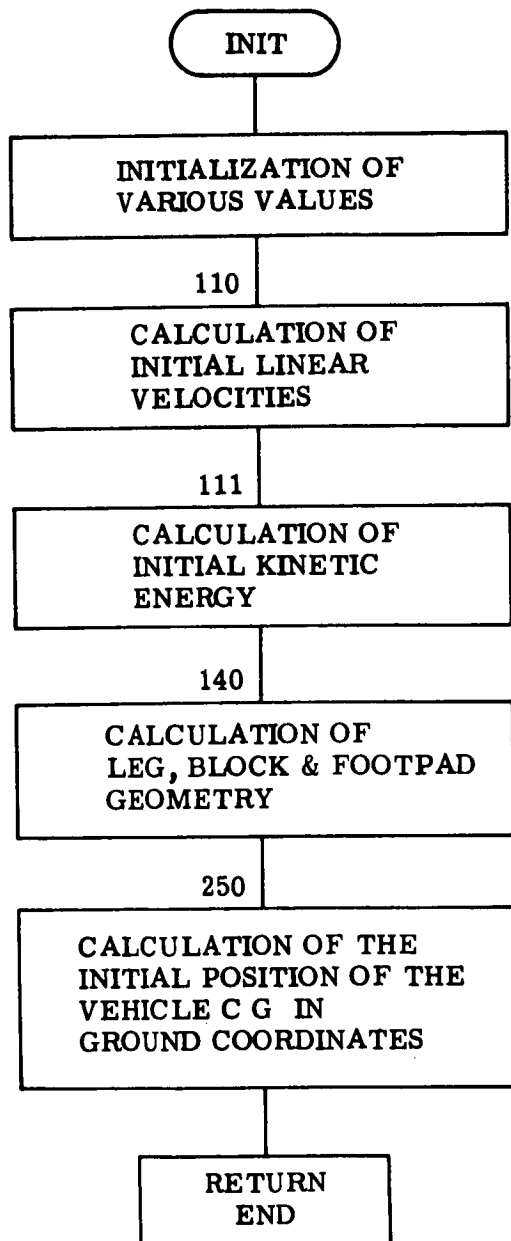 INIT
INITIALIZATION OF
VARIOUS VALUES
110
CALCULATION OF
INITIAL LINEAR
VELOCITIES
111
CALCULATION OF
INITIAL KINETIC
ENERGY
140
CALCULATION OF
LEG, BLOCK & FOOTPAD
GEOMETRY
250
CALCULATION OF THE
INITIAL POSITION OF THE
VEHICLE C G IN
GROUND COORDINATES
RETURN
END